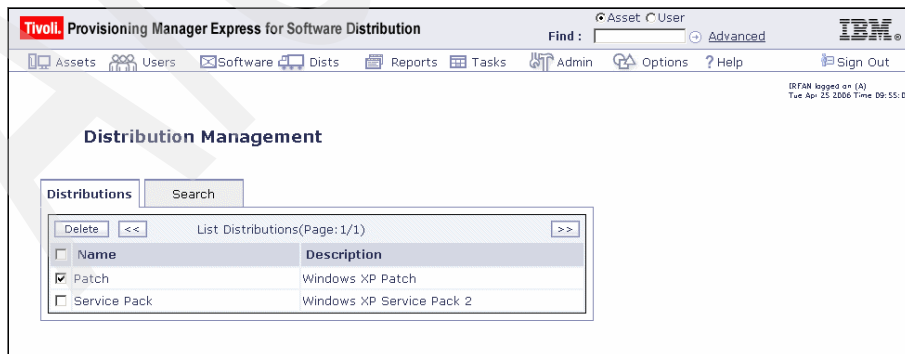 Tivoli. Provisioning Manager Express for Software Distribution
Asset User
Find : Advanced
IBM®
Assets Users Software Dists Reports Tasks Admin Options ? Help Sign Out
IRFAN logged on (A)
Tue Apr 25 2006 Time 09:55:
Distribution Management
Distributions Search
Delete << List Distributions(Page:1/1) >>
Name Description
Patch Windows XP Patch
Service Pack Windows XP Service Pack 2